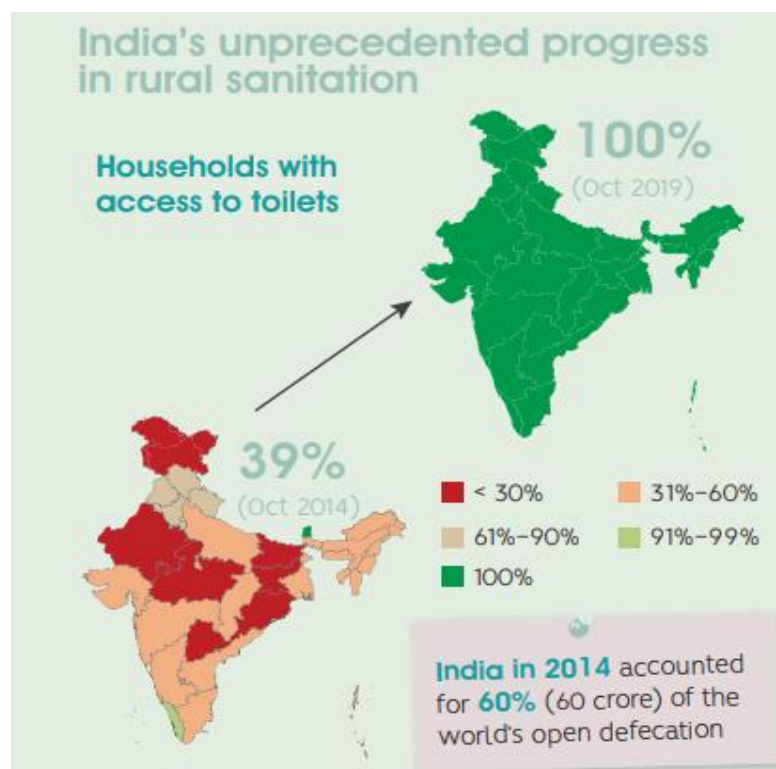 India's unprecedented progress
in rural sanitation
Households with
access to toilets
100%
(Oct 2019)
39%
(Oct 2014)
< 30%
31%–60%
61%–90%
91%–99%
100%
India in 2014 accounted
for 60% (60 crore) of the
world's open defecation